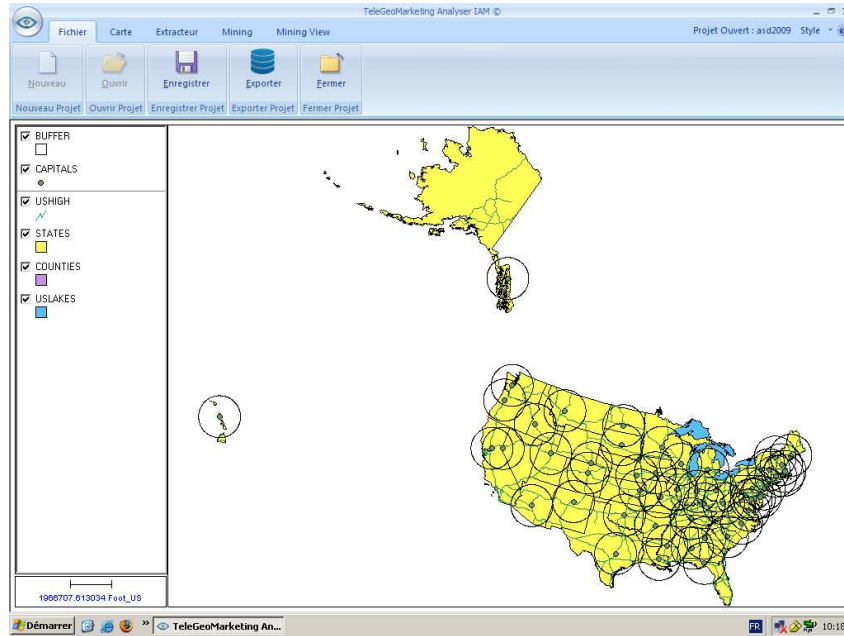 TeleGeoMarketing Analyser IAM ©
Fichier Carte Extracteur Mining Mining View Projet Ouvert : asd2009 Style
Nouveau Ouvrir Enregistrer Exporter Fermer
Nouveau Projet Ouvrir Projet Enregistrer Projet Exporter Projet Fermer Projet
BUFFER
CAPITALS
USHIGH
STATES
COUNTIES
USLAKES
1966707.613034 Foot_US
Démarrer » TeleGeoMarketing An... FR 10:16